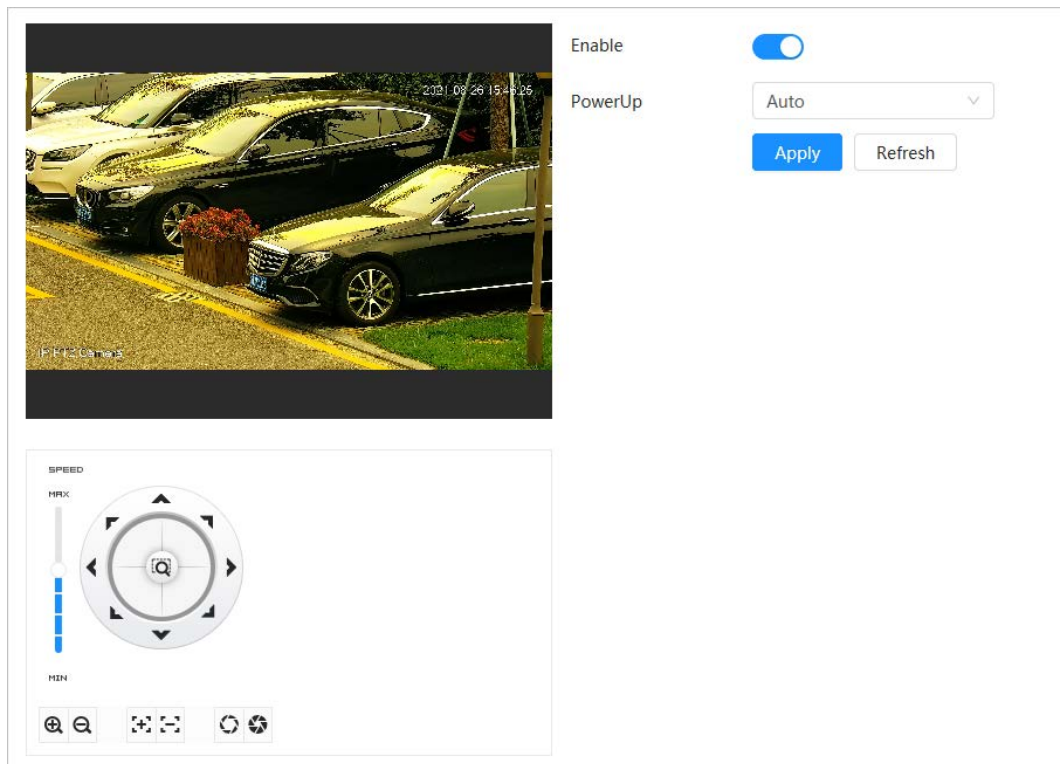 Enable
2021-08-26 15:46:25
PowerUp
Auto
Apply
Refresh
IP PTZ Camera
SPEED
MAX
MIN